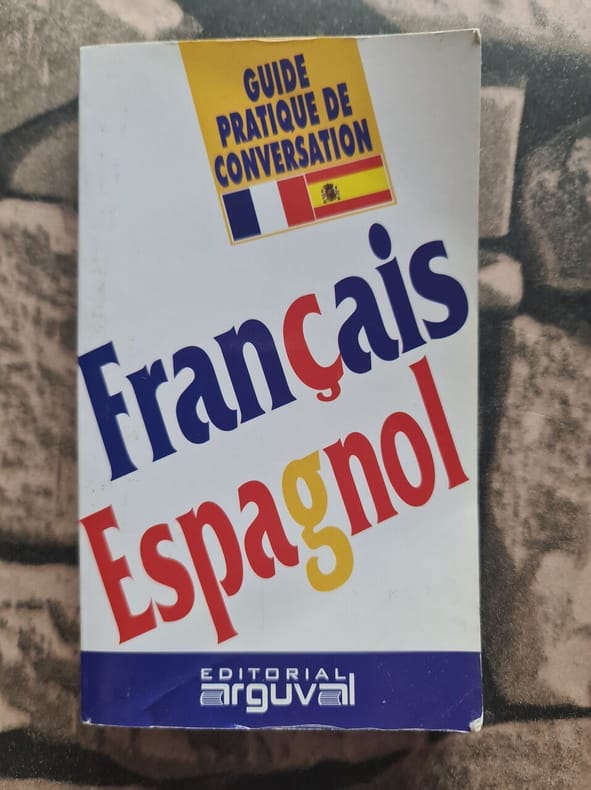 GUIDE
PRATIQUE DE
CONVERSATION
Français
Espagnol
EDITORIAL
arguval